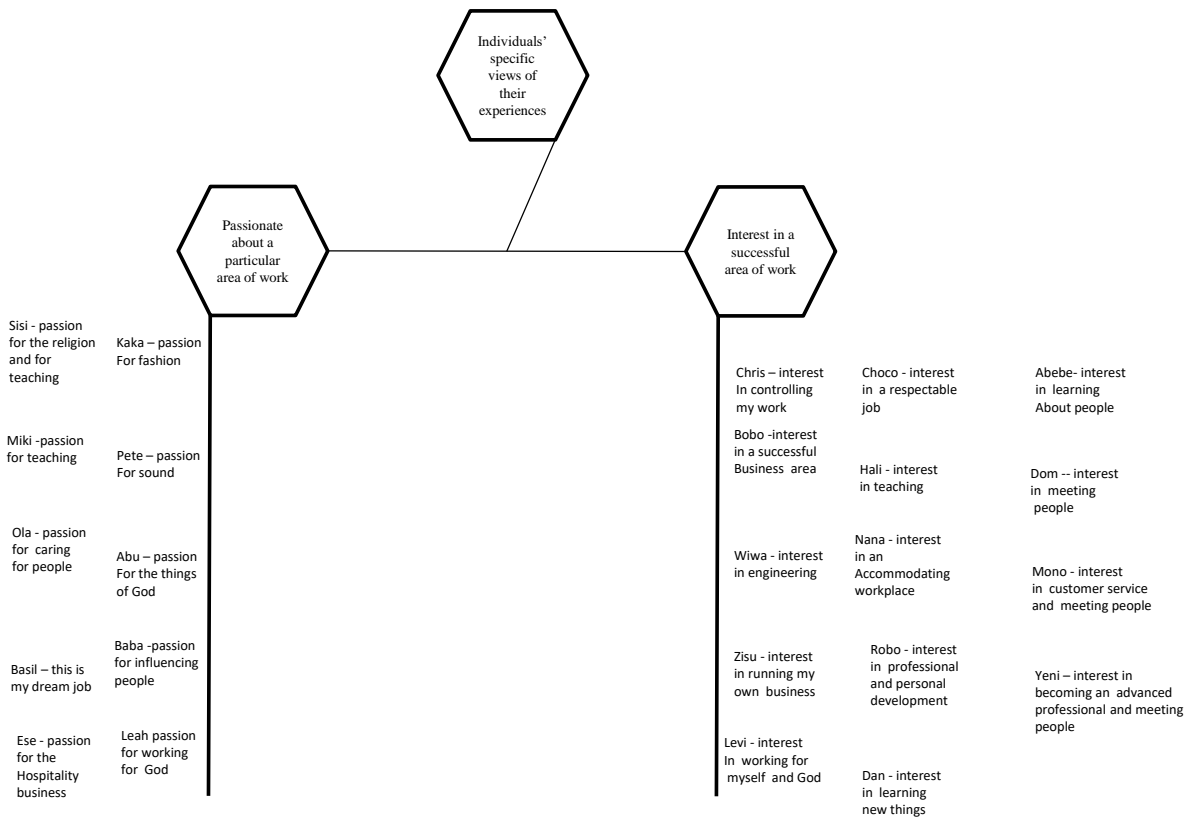 Individuals’
specific
views of
their
experiences
Passionate
about a
particular
area of work
Interest in a
successful
area of work
Sisi - passion
for the religion
and for
teaching
Kaka – passion
For fashion
Miki -passion
for teaching
Pete – passion
For sound
Ola - passion
for caring
for people
Abu – passion
For the things
of God
Basil – this is
my dream job
Baba -passion
for influencing
people
Ese - passion
for the
Hospitality
business
Leah passion
for working
for God
Chris – interest
In controlling
my work
Bobo -interest
in a successful
Business area
Wiwa - interest
in engineering
Zisu - interest
in running my
own business
Levi - interest
In working for
myself and God
Choco - interest
in a respectable
job
Hali - interest
in teaching
Nana - interest
in an
Accommodating
workplace
Robo - interest
in professional
and personal
development
Dan - interest
in learning
new things
Abebe- interest
in learning
About people
Dom -- interest
in meeting
people
Mono - interest
in customer service
and meeting people
Yeni – interest in
becoming an advanced
professional and meeting
people